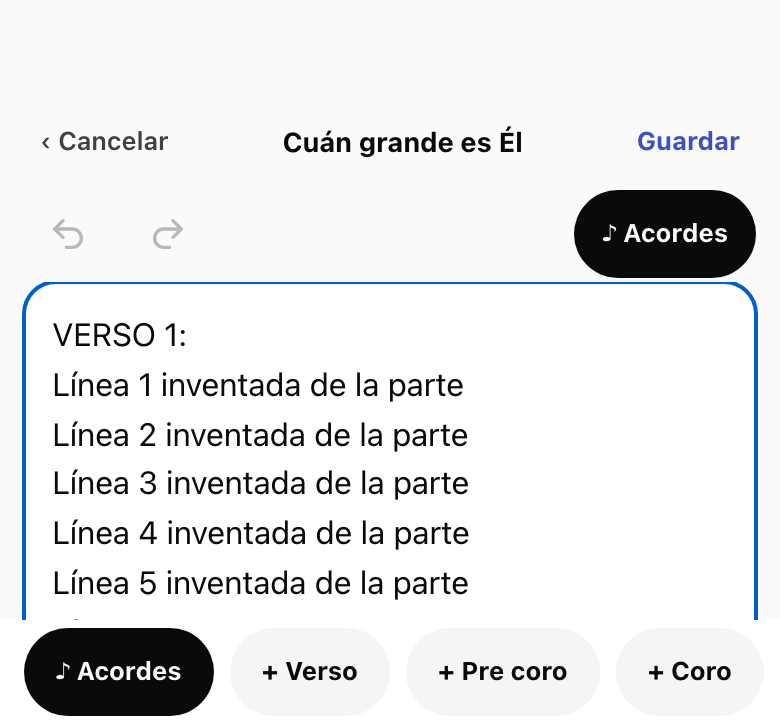 ‹ Cancelar Cuán grande es Él Guardar
♪ Acordes
VERSO 1:
Línea 1 inventada de la parte
Línea 2 inventada de la parte
Línea 3 inventada de la parte
Línea 4 inventada de la parte
Línea 5 inventada de la parte
♪ Acordes + Verso + Pre coro + Coro